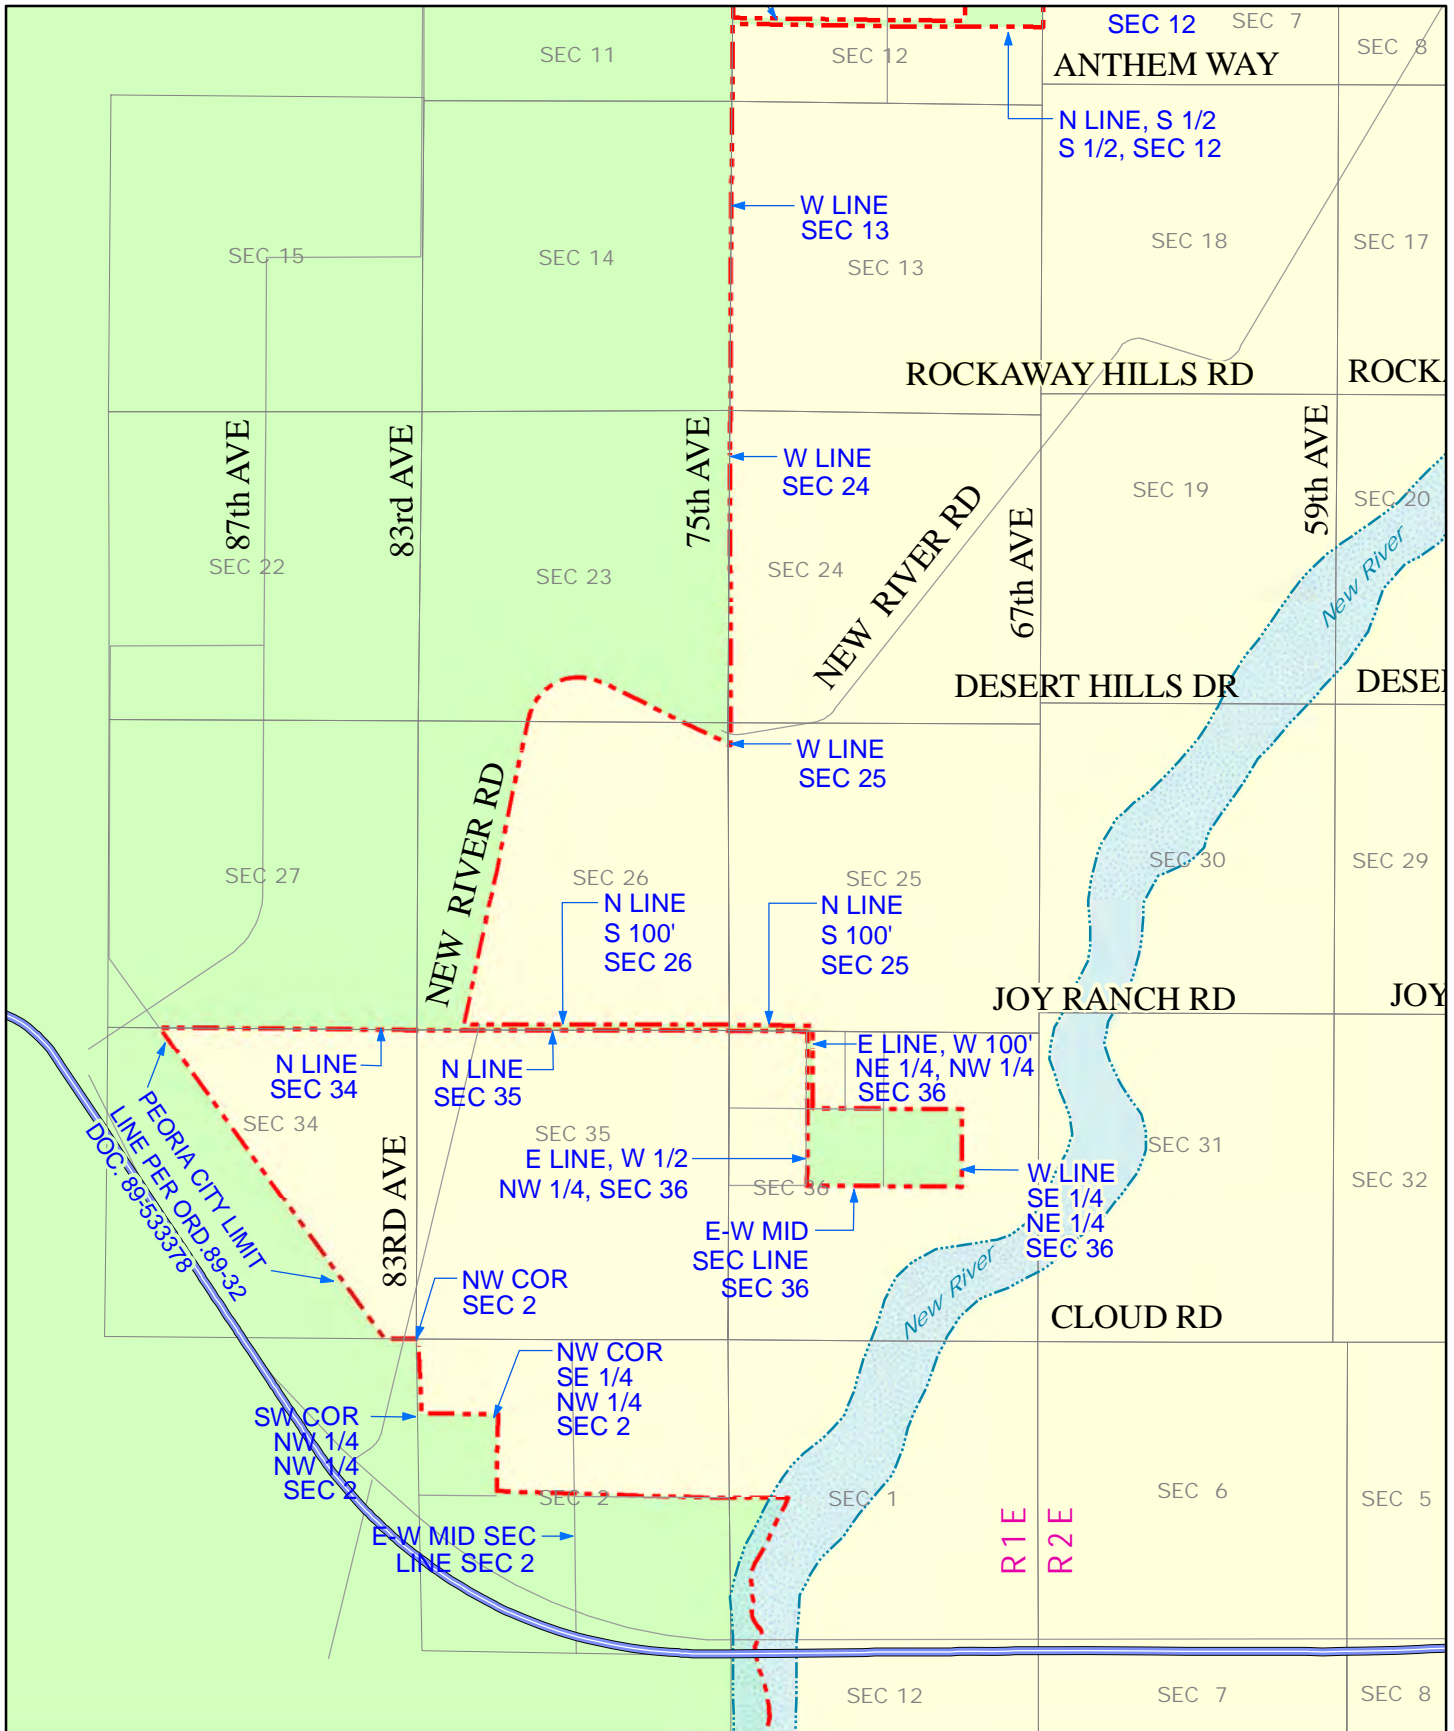 SEC 11
SEC 12
SEC 12
SEC 7
SEC 8
ANTHEM WAY
N LINE, S 1/2
S 1/2, SEC 12
W LINE
SEC 13
SEC 15
SEC 14
SEC 13
SEC 18
SEC 17
ROCKAWAY HILLS RD
ROCK
87th AVE
83rd AVE
75th AVE
W LINE
SEC 24
NEW RIVER RD
67th AVE
59th AVE
SEC 19
SEC 20
New River
SEC 22
SEC 23
SEC 24
DESERT HILLS DR
DESE
W LINE
SEC 25
NEW RIVER RD
SEC 27
SEC 26
SEC 25
SEC 30
SEC 29
N LINE
S 100'
SEC 26
N LINE
S 100'
SEC 25
JOY RANCH RD
JOY
N LINE
SEC 34
N LINE
SEC 35
E LINE, W 100'
NE 1/4, NW 1/4
SEC 36
PEORIA CITY LIMIT
LINE PER ORD.89-32
DOC. 89-533378
SEC 34
83RD AVE
SEC 35
E LINE, W 1/2
NW 1/4, SEC 36
SEC 36
W LINE
SE 1/4
NE 1/4
SEC 36
SEC 31
SEC 32
E-W MID
SEC LINE
SEC 36
New River
NW COR
SEC 2
CLOUD RD
NW COR
SE 1/4
NW 1/4
SEC 2
SW COR
NW 1/4
NW 1/4
SEC 2
SEC 2
SEC 1
SEC 6
SEC 5
E-W MID SEC
LINE SEC 2
R1E
R2E
SEC 12
SEC 7
SEC 8